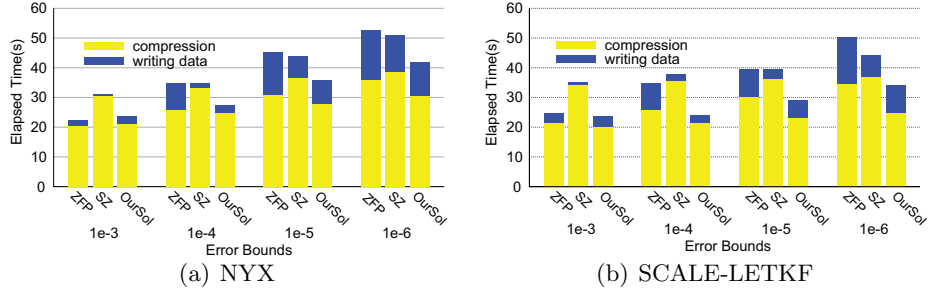 60
50
40
30
20
10
0
Elapsed Time(s)
compression
writing data
ZFP SZ OurSol ZFP SZ OurSol ZFP SZ OurSol ZFP SZ OurSol
1e-3 1e-4 1e-5 1e-6
Error Bounds
(a) NYX
60
50
40
30
20
10
0
Elapsed Time(s)
compression
writing data
ZFP SZ OurSol ZFP SZ OurSol ZFP SZ OurSol ZFP SZ OurSol
1e-3 1e-4 1e-5 1e-6
Error Bounds
(b) SCALE-LETKF